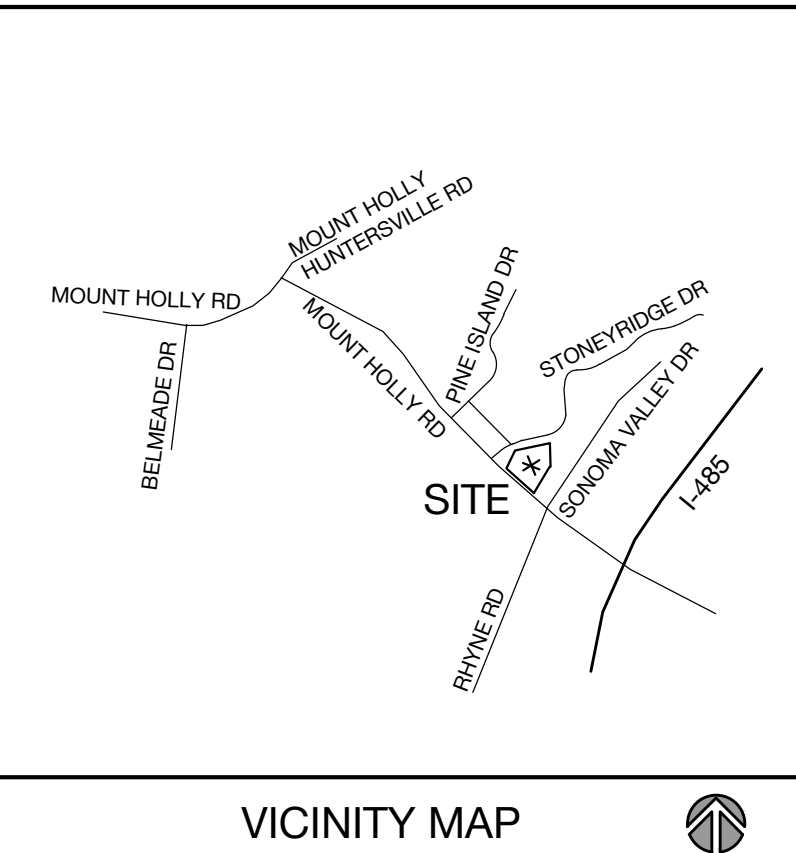 MOUNT HOLLY
HUNTERSVILLE RD
MOUNT HOLLY RD
MOUNT HOLLY RD
PINE ISLAND DR
STONEYRIDGE DR
BELMEADE DR
SONOMA VALLEY DR
I-485
SITE
RHYNE RD
VICINITY MAP